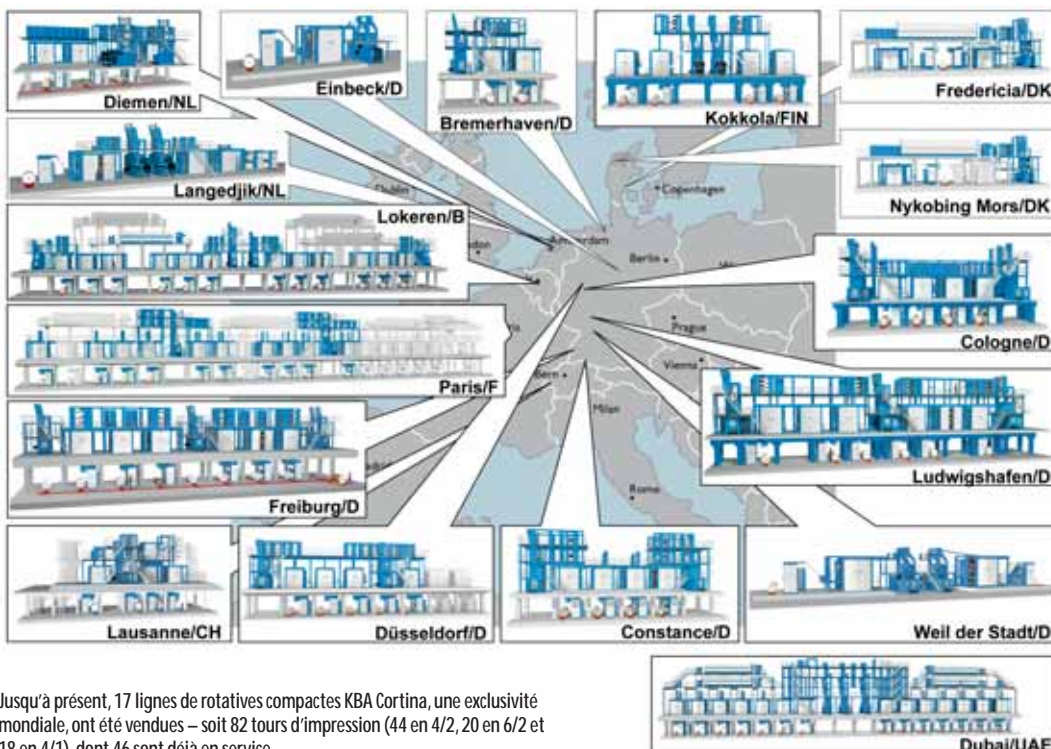 Diemen/NL
Einbeck/D
Bremerhaven/D
Kokkola/FIN
Fredericia/DK
Langedjik/NL
Dublin
Copenhagen
Nykobing Mors/DK
Lokeren/B
Amsterdam
Berlin
Prague
Cologne/D
Paris/F
Bern
Vienna
Milan
Ludwigshafen/D
Freiburg/D
Rome
Lausanne/CH
Düsseldorf/D
Constance/D
Weil der Stadt/D
Jusqu'à présent, 17 lignes de rotatives compactes KBA Cortina, une exclusivité
mondiale, ont été vendues – soit 82 tours d'impression (44 en 4/2, 20 en 6/2 et
18 en 4/1), dont 46 sont déjà en service
Dubai/UAE